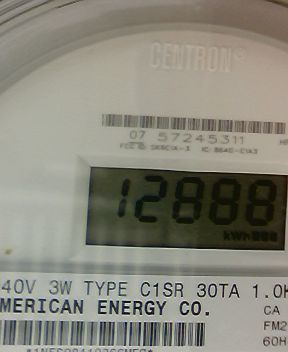 CENTRON®
07 57245311
12888
kWh
40V 3W TYPE C1SR 30TA 1.0K
MERICAN ENERGY CO.
CA
FM2
60H